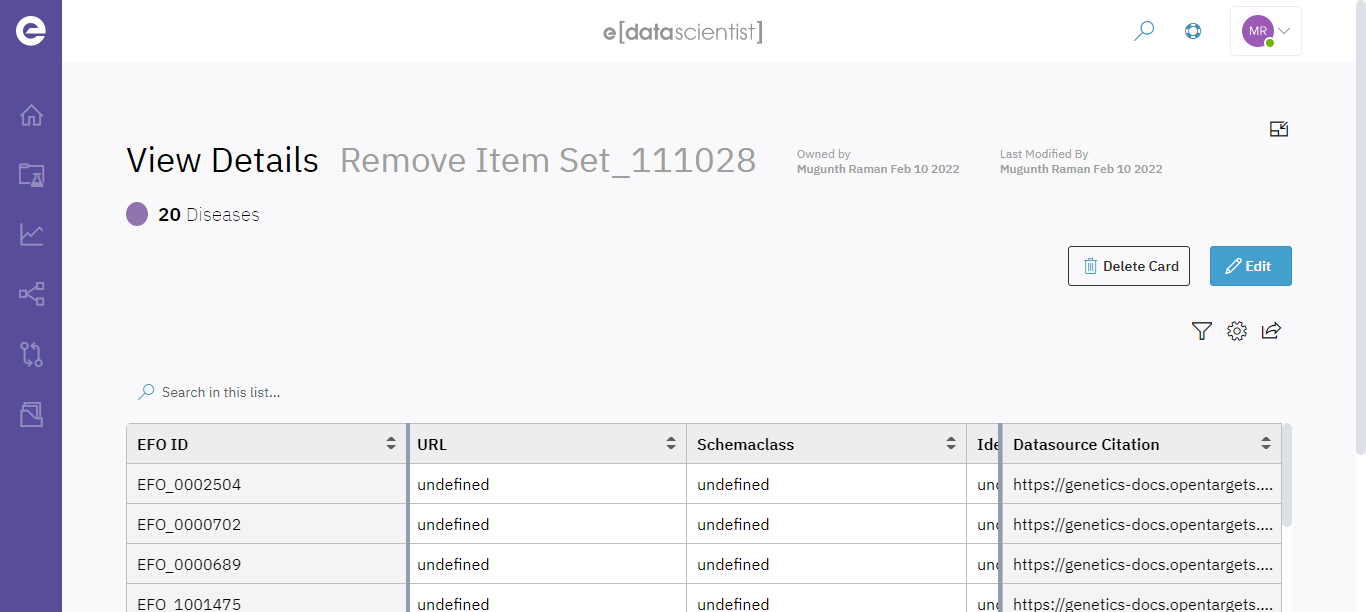 e[datascientist]
MR
View Details Remove Item Set_111028
Owned by
Mugunth Raman Feb 10 2022
Last Modified By
Mugunth Raman Feb 10 2022
20 Diseases
Delete Card
Edit
Search in this list...
EFO ID URL Schemaclass Ide Datasource Citation
EFO_0002504 undefined undefined und https://genetics-docs.opentargets....
EFO_0000702 undefined undefined und https://genetics-docs.opentargets....
EFO_0000689 undefined undefined und https://genetics-docs.opentargets....
EFO_1001475 undefined undefined und https://genetics-docs.opentargets....